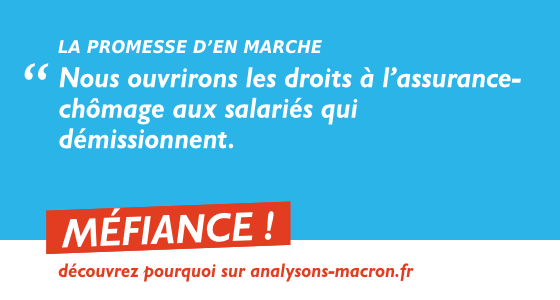 LA PROMESSE D’EN MARCHE
“ Nous ouvrirons les droits à l’assurance-
chômage aux salariés qui
démissionnent.
MÉFIANCE !
découvrez pourquoi sur analysons-macron.fr